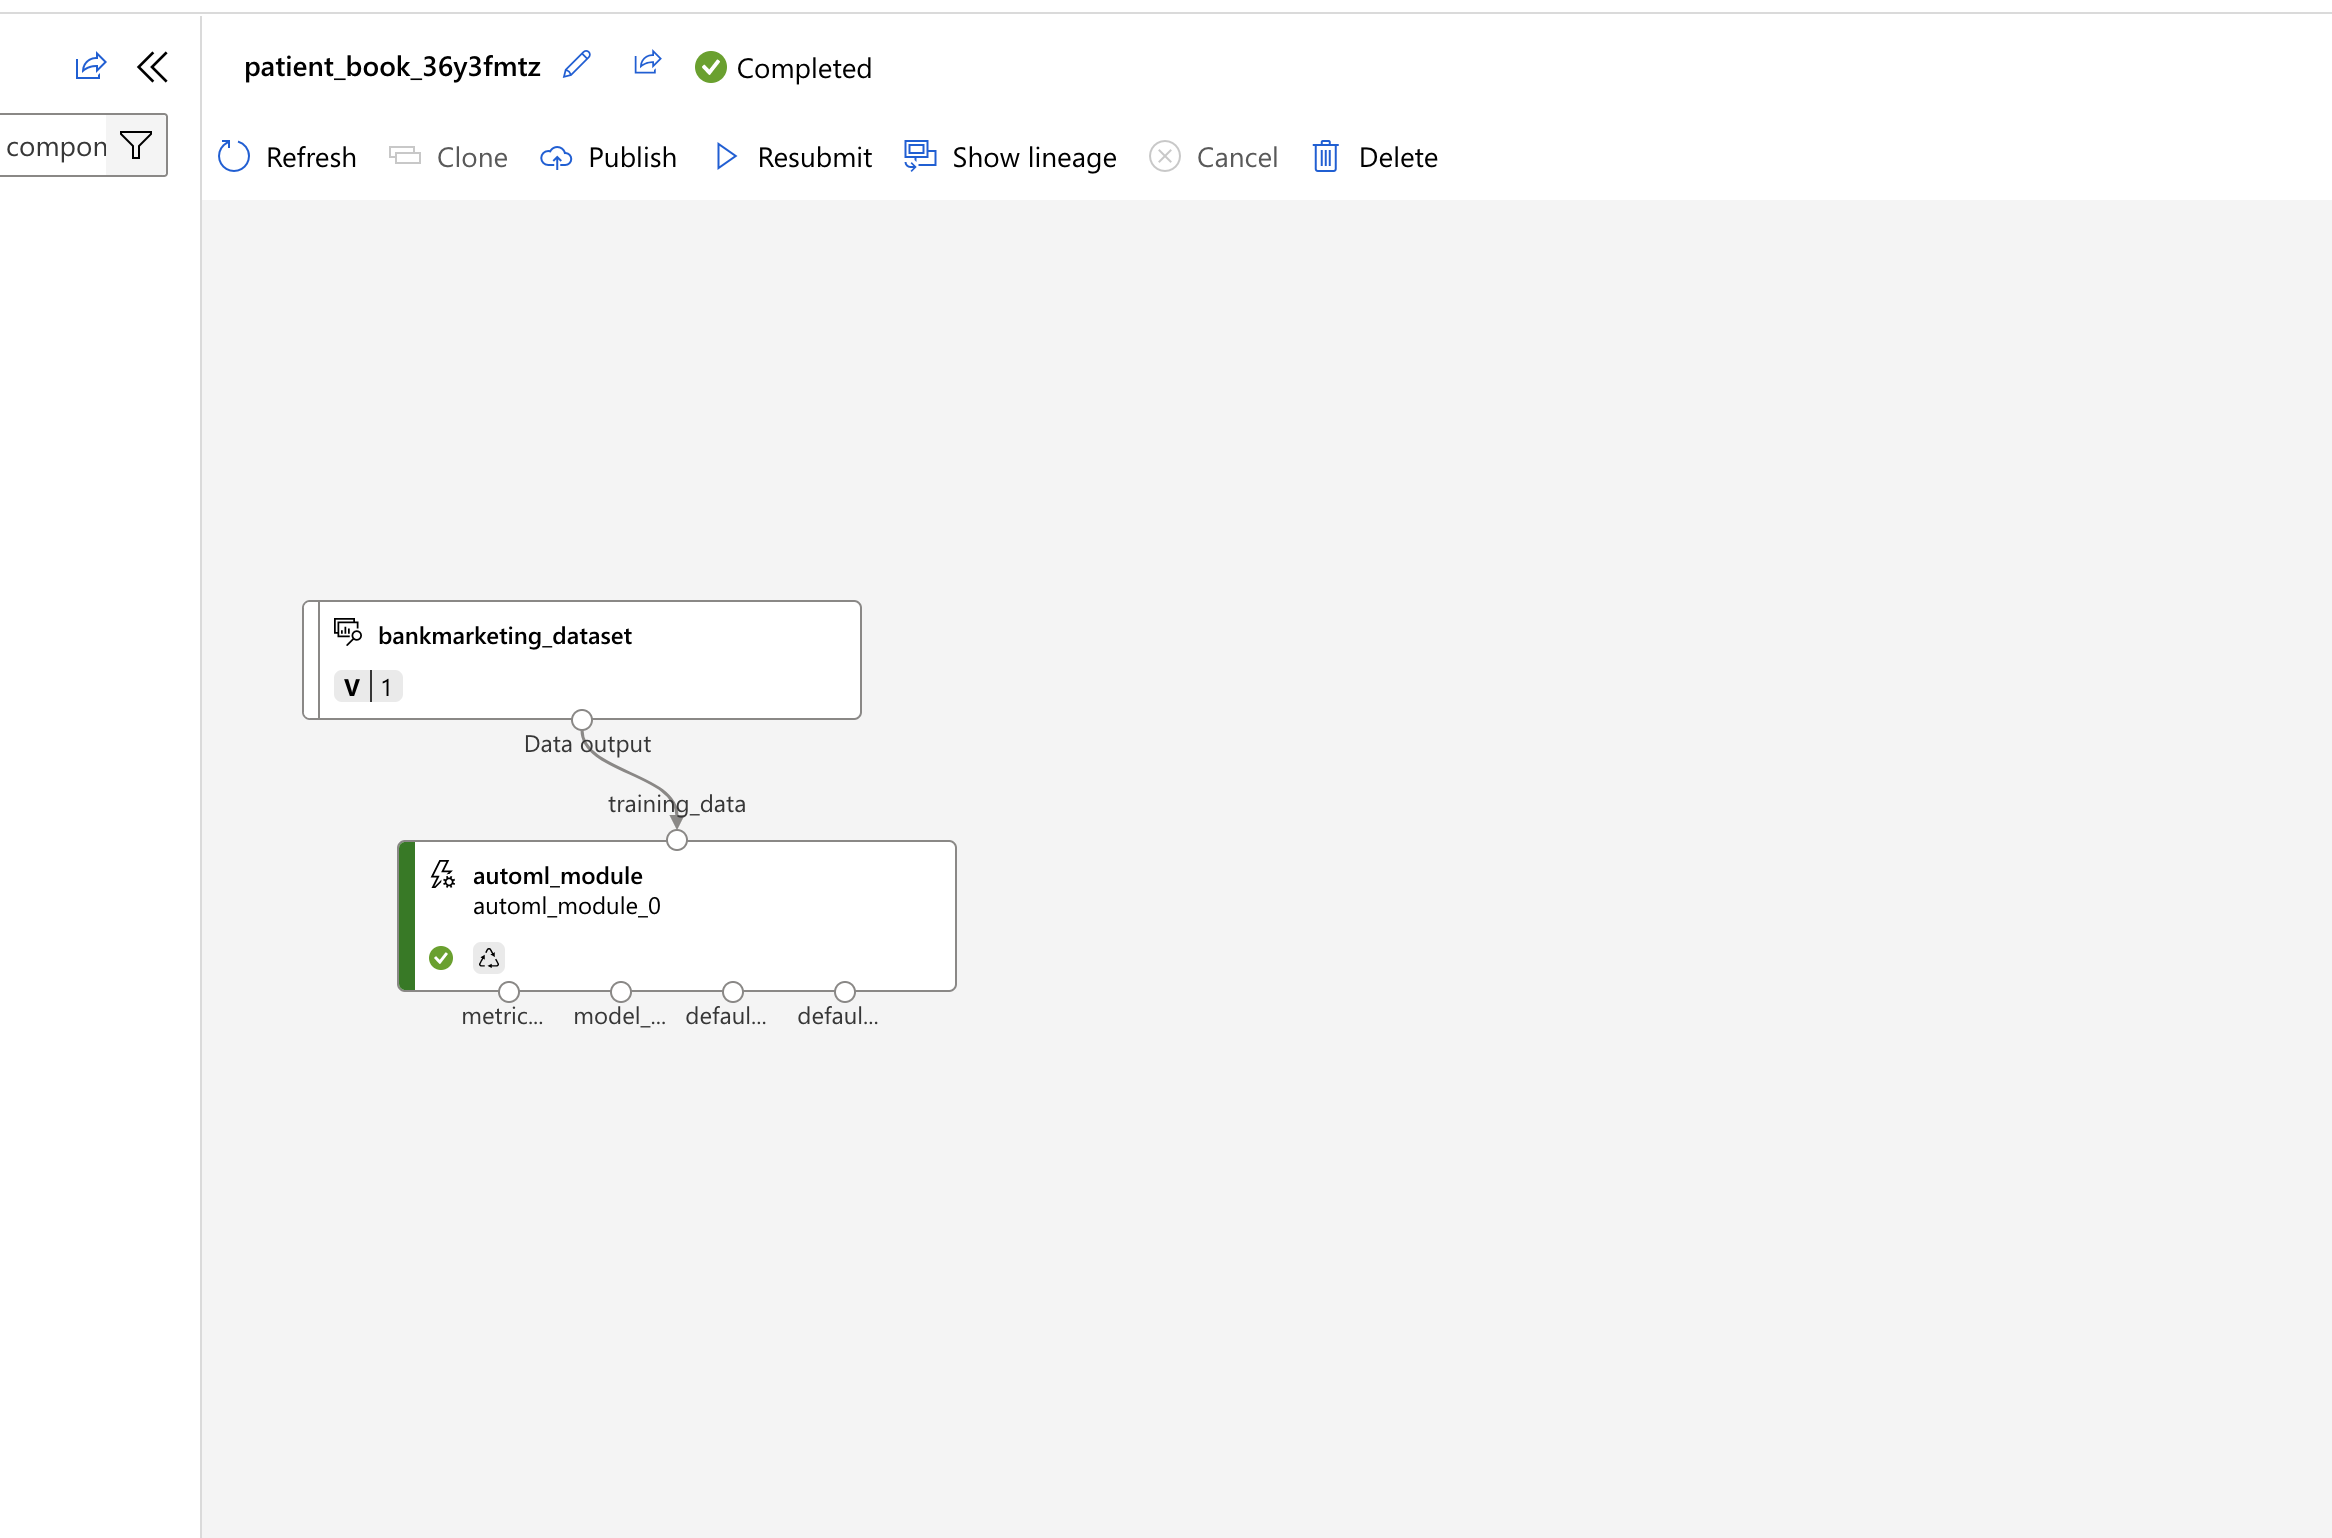 patient_book_36y3fmtz
Completed
compon
Refresh
Clone
Publish
Resubmit
Show lineage
Cancel
Delete
bankmarketing_dataset
V 1
Data output
training_data
automl_module
automl_module_0
metric...
model_...
defaul...
defaul...